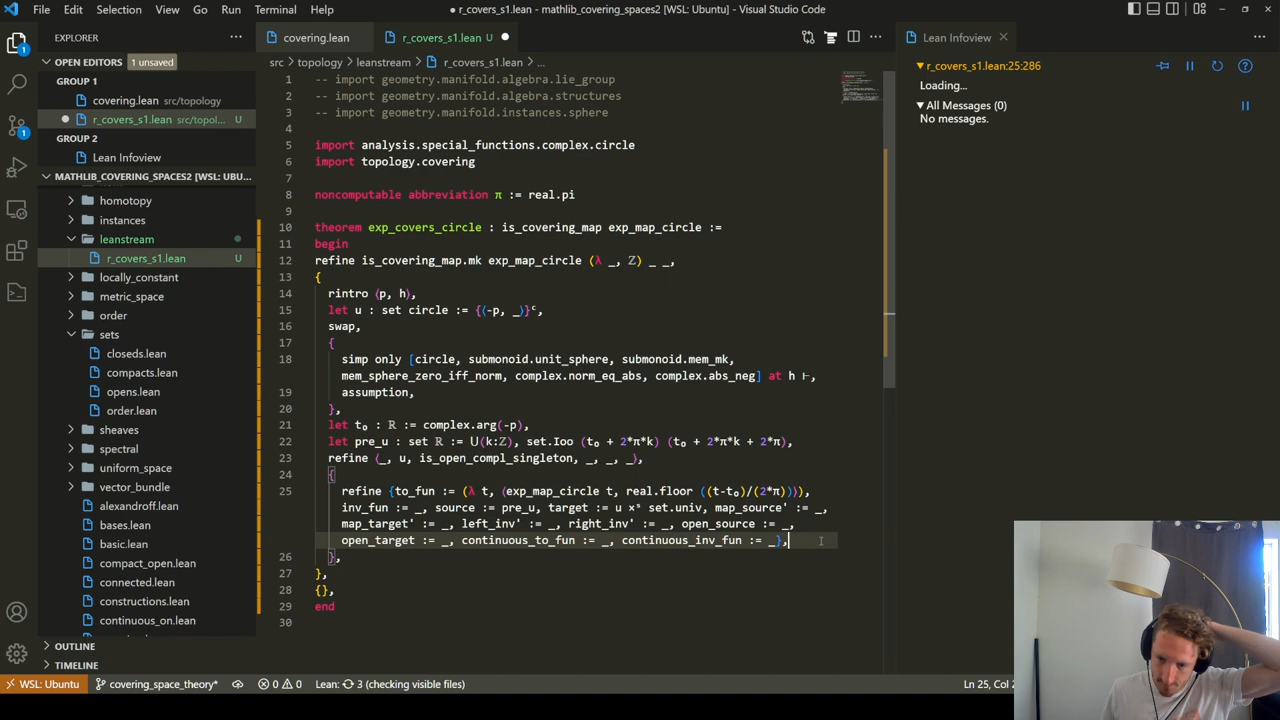 File Edit Selection View Go Run Terminal Help
● r_covers_s1.lean - mathlib_covering_spaces2 [WSL: Ubuntu] - Visual Studio Code
EXPLORER
covering.lean
r_covers_s1.lean U
Lean Infoview
OPEN EDITORS 1 unsaved
GROUP 1
covering.lean src/topology
r_covers_s1.lean src/topol... U
GROUP 2
Lean Infoview
MATHLIB_COVERING_SPACES2 [WSL: UBU...
homotopy
instances
leanstream
r_covers_s1.lean U
locally_constant
metric_space
order
sets
closeds.lean
compacts.lean
opens.lean
order.lean
sheaves
spectral
uniform_space
vector_bundle
alexandroff.lean
bases.lean
basic.lean
compact_open.lean
connected.lean
constructions.lean
continuous_on.lean
OUTLINE
TIMELINE
src > topology > leanstream > r_covers_s1.lean > ...
1 -- import geometry.manifold.algebra.lie_group
2 -- import geometry.manifold.algebra.structures
3 -- import geometry.manifold.instances.sphere
4
5 import analysis.special_functions.complex.circle
6 import topology.covering
7
8 noncomputable abbreviation π := real.pi
9
10 theorem exp_covers_circle : is_covering_map exp_map_circle :=
11 begin
12 refine is_covering_map.mk exp_map_circle (λ _, ℤ) _ _,
13 {
14 rintro ⟨p, h⟩,
15 let u : set circle := {⟨-p, _⟩}ᶜ,
16 swap,
17 {
18 simp only [circle, submonoid.unit_sphere, submonoid.mem_mk,
mem_sphere_zero_iff_norm, complex.norm_eq_abs, complex.abs_neg] at h ⊢,
19 assumption,
20 },
21 let t₀ : ℝ := complex.arg(-p),
22 let pre_u : set ℝ := ⋃(k:ℤ), set.Ioo (t₀ + 2*π*k) (t₀ + 2*π*k + 2*π),
23 refine ⟨_, u, is_open_compl_singleton, _, _, _⟩,
24 {
25 refine {to_fun := (λ t, ⟨exp_map_circle t, real.floor ((t-t₀)/(2*π))⟩),
inv_fun := _, source := pre_u, target := u ×ˢ set.univ, map_source' := _,
map_target' := _, left_inv' := _, right_inv' := _, open_source := _,
open_target := _, continuous_to_fun := _, continuous_inv_fun := _},
26 },
27 },
28 {},
29 end
30
r_covers_s1.lean:25:286
Loading...
All Messages (0)
No messages.
WSL: Ubuntu covering_space_theory* 0 0 Lean: 3 (checking visible files)